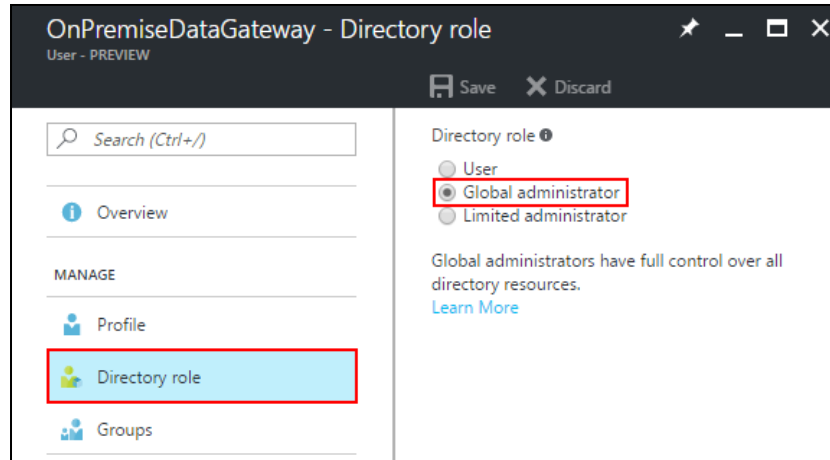 OnPremiseDataGateway - Directory role
User - PREVIEW
Save Discard
Search (Ctrl+/)
Overview
MANAGE
Profile
Directory role
Groups
Directory role
User
Global administrator
Limited administrator
Global administrators have full control over all
directory resources.
Learn More